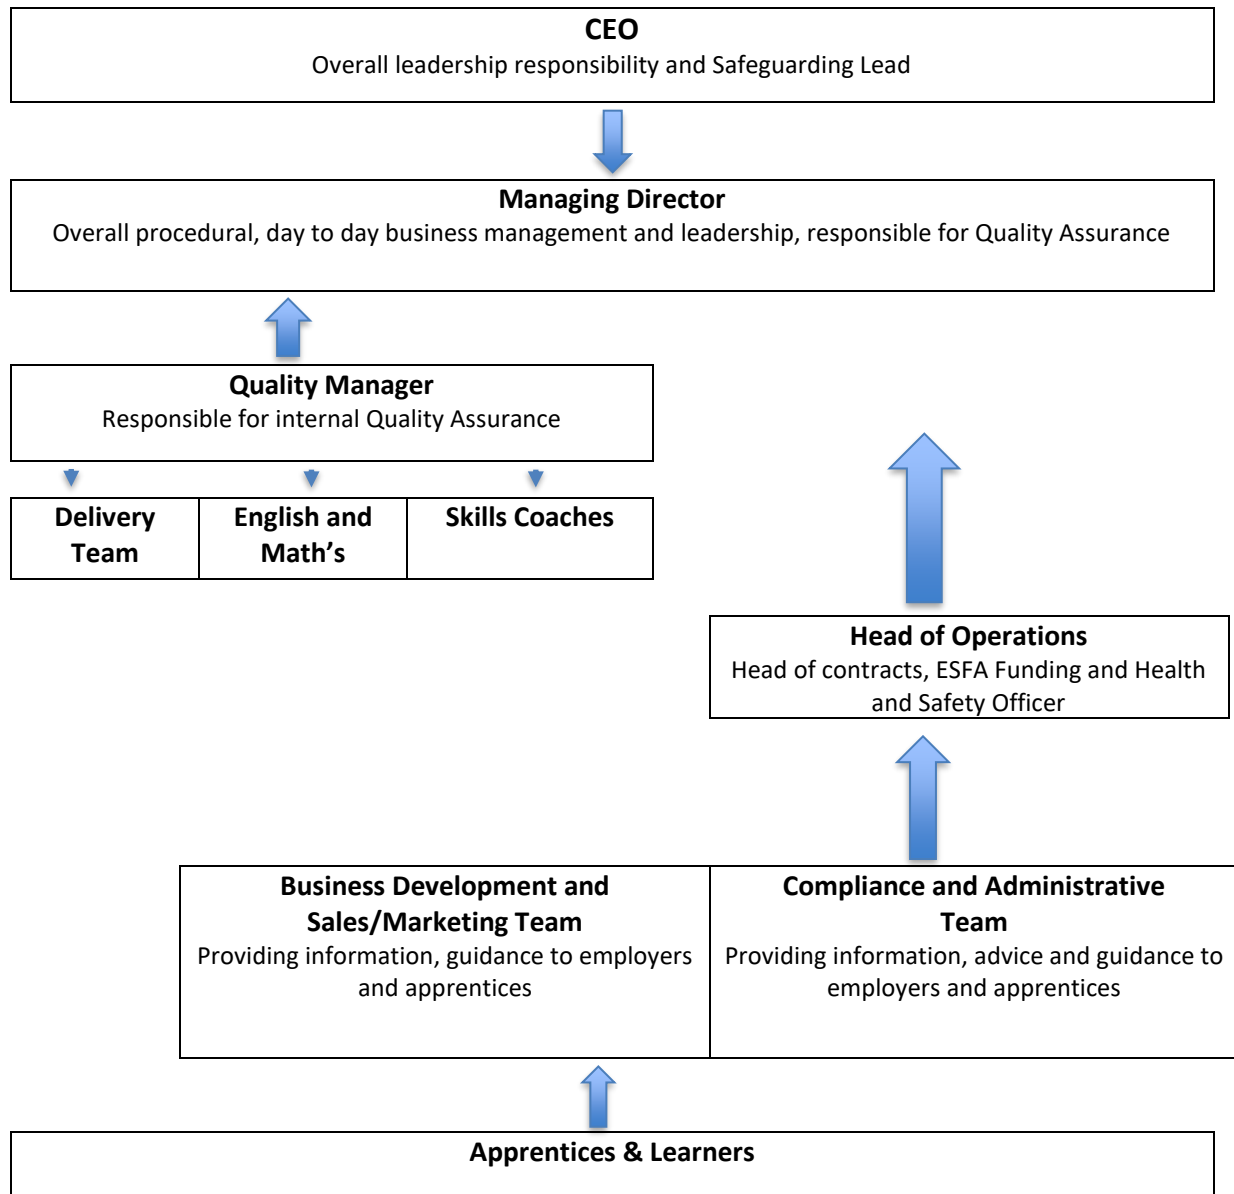 CEO
Overall leadership responsibility and Safeguarding Lead
Managing Director
Overall procedural, day to day business management and leadership, responsible for Quality Assurance
Quality Manager
Responsible for internal Quality Assurance
Delivery
Team
English and
Math's
Skills Coaches
Head of Operations
Head of contracts, ESFA Funding and Health
and Safety Officer
Business Development and
Sales/Marketing Team
Providing information, guidance to employers
and apprentices
Compliance and Administrative
Team
Providing information, advice and guidance to
employers and apprentices
Apprentices & Learners